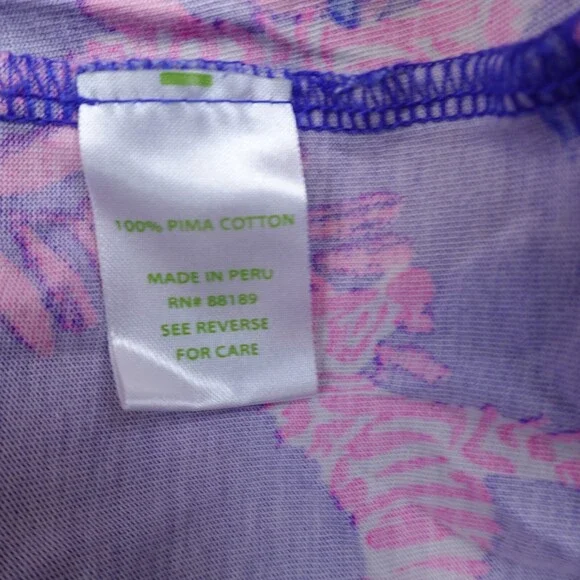 100% PIMA COTTON
MADE IN PERU
RN# 88189
SEE REVERSE
FOR CARE